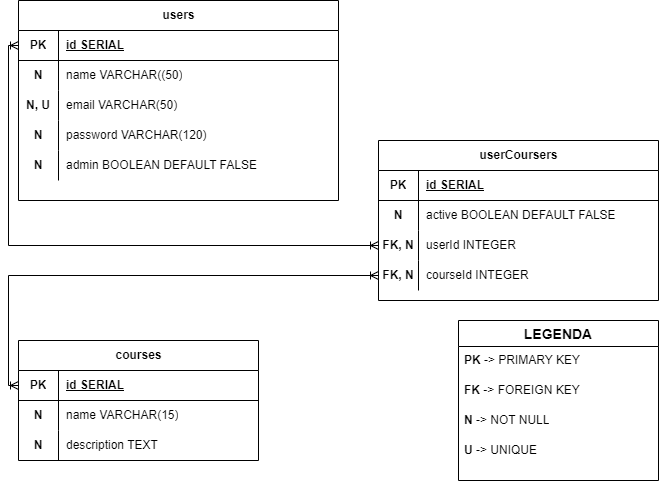 users
PK id SERIAL
N name VARCHAR((50)
N, U email VARCHAR(50)
N password VARCHAR(120)
N admin BOOLEAN DEFAULT FALSE
userCoursers
PK id SERIAL
N active BOOLEAN DEFAULT FALSE
FK, N userId INTEGER
FK, N courseId INTEGER
courses
PK id SERIAL
N name VARCHAR(15)
N description TEXT
LEGENDA
PK -> PRIMARY KEY
FK -> FOREIGN KEY
N -> NOT NULL
U -> UNIQUE